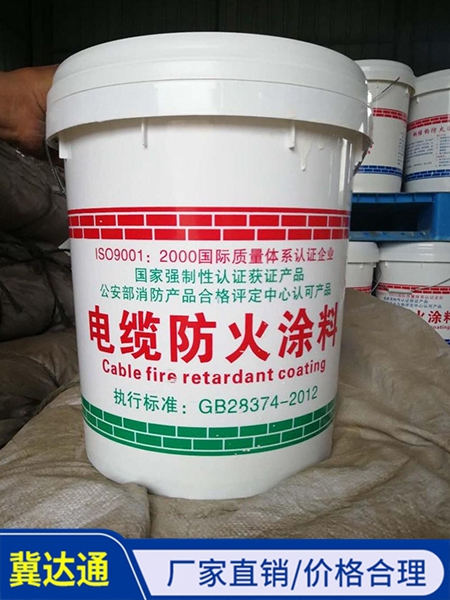 ISO9001：2000国际质量体系认证企业
国家强制性认证获证产品
公安部消防产品合格评定中心认可产品
电缆防火涂料
Cable fire retardant coating
执行标准：GB28374-2012
冀达通
厂家直销/价格合理